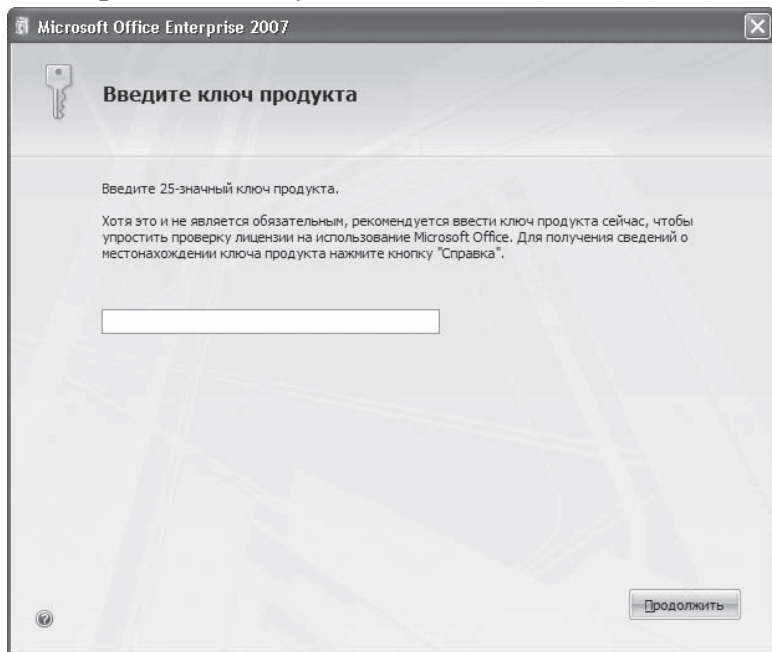 Microsoft Office Enterprise 2007
Введите ключ продукта
Введите 25-значный ключ продукта.
Хотя это и не является обязательным, рекомендуется ввести ключ продукта сейчас, чтобы
упростить проверку лицензии на использование Microsoft Office. Для получения сведений о
местонахождении ключа продукта нажмите кнопку "Справка".
Продолжить